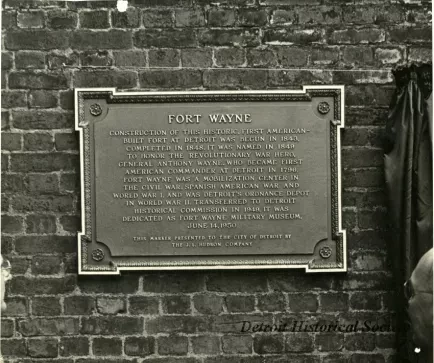 FORT WAYNE
CONSTRUCTION OF THIS HISTORIC FIRST AMERICAN-
BUILT FORT AT DETROIT WAS BEGUN IN 1843,
COMPLETED IN 1848. IT WAS NAMED IN 1849
TO HONOR THE REVOLUTIONARY WAR HERO,
GENERAL ANTHONY WAYNE, WHO BECAME FIRST
AMERICAN COMMANDER AT DETROIT IN 1796.
FORT WAYNE WAS A MOBILIZATION CENTER IN
THE CIVIL WAR, SPANISH AMERICAN WAR, AND
WORLD WAR I, AND WAS DETROIT'S ORDNANCE DEPOT
IN WORLD WAR II. TRANSFERRED TO DETROIT
HISTORICAL COMMISSION IN 1949, IT WAS
DEDICATED AS FORT WAYNE MILITARY MUSEUM,
JUNE 14, 1950.
THIS MARKER PRESENTED TO THE CITY OF DETROIT BY
THE J.L. HUDSON COMPANY
Detroit Historical Society